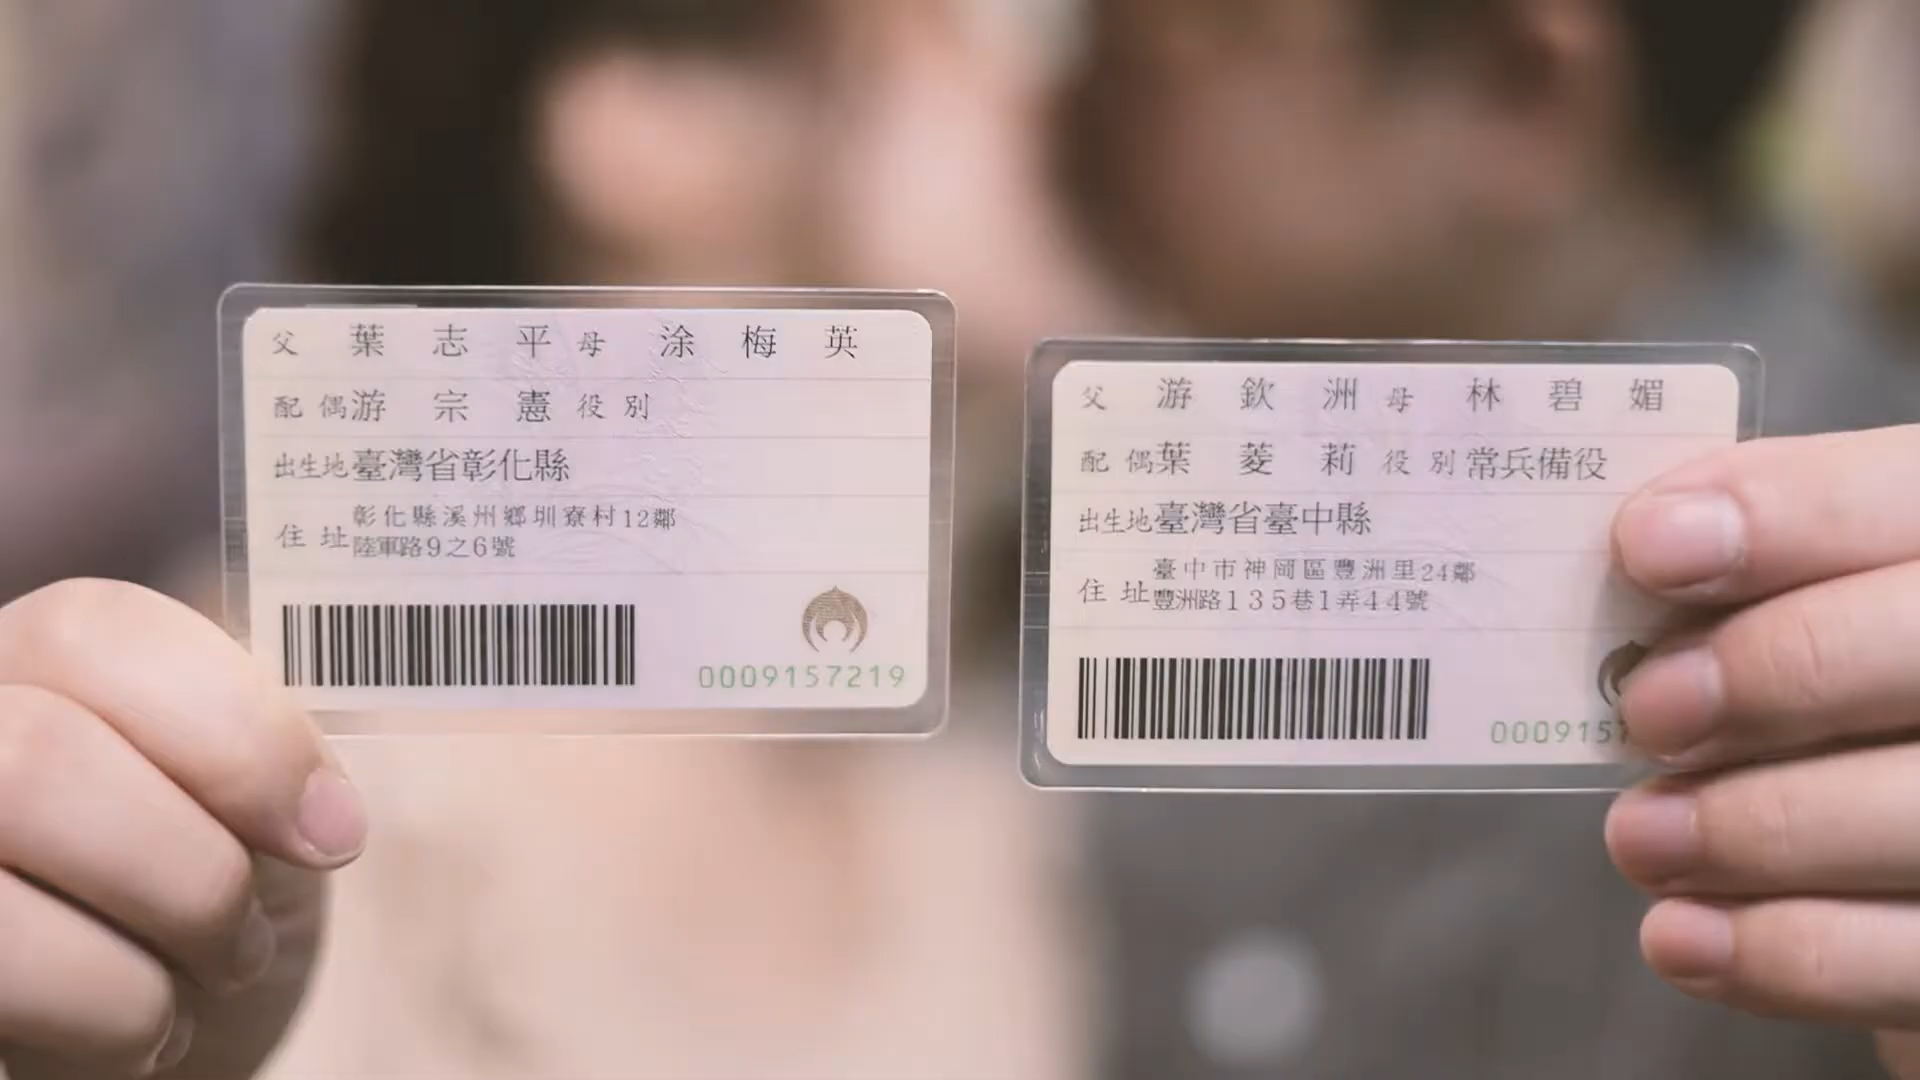 父 葉志平 母 涂梅英
配偶 游宗憲 役別
出生地 臺灣省彰化縣
住址 彰化縣溪州鄉圳寮村12鄰
陸軍路9之6號
0009157219
父 游欽洲 母 林碧媚
配偶 葉菱莉 役別 常兵備役
出生地 臺灣省臺中縣
住址 臺中市神岡區豐洲里24鄰
豐洲路135巷1弄44號
000915